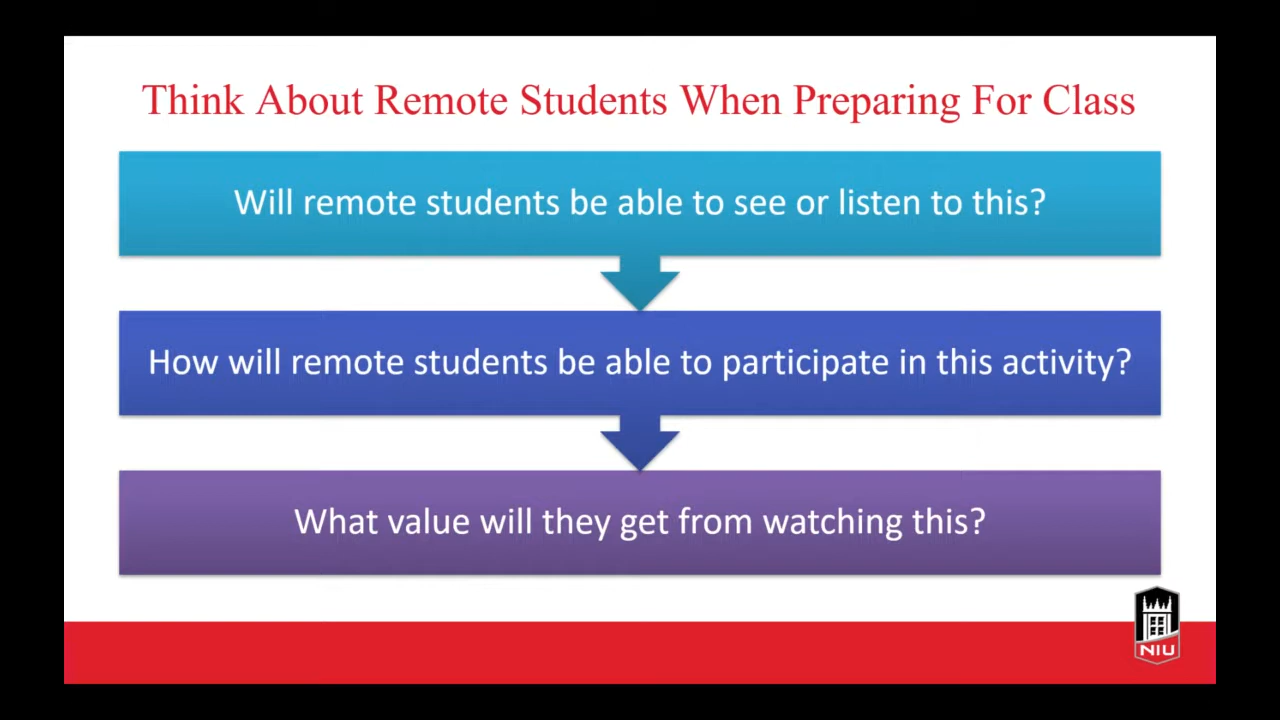 Think About Remote Students When Preparing For Class
Will remote students be able to see or listen to this?
How will remote students be able to participate in this activity?
What value will they get from watching this?
NIU